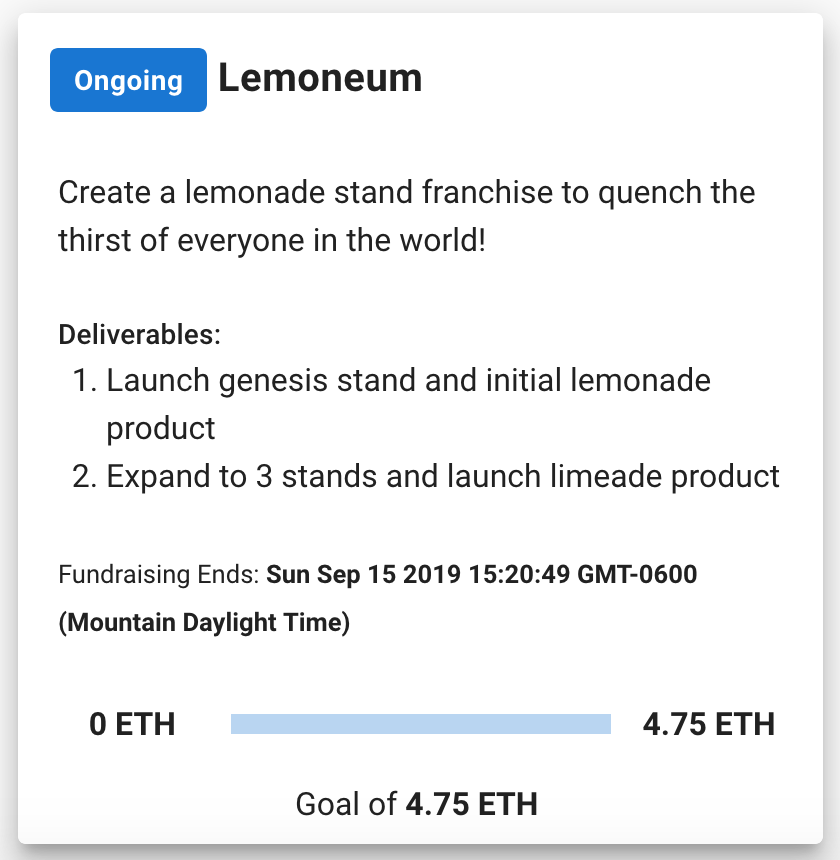 Ongoing Lemoneum
Create a lemonade stand franchise to quench the
thirst of everyone in the world!
Deliverables:
1. Launch genesis stand and initial lemonade
product
2. Expand to 3 stands and launch limeade product
Fundraising Ends: Sun Sep 15 2019 15:20:49 GMT-0600
(Mountain Daylight Time)
0 ETH 4.75 ETH
Goal of 4.75 ETH